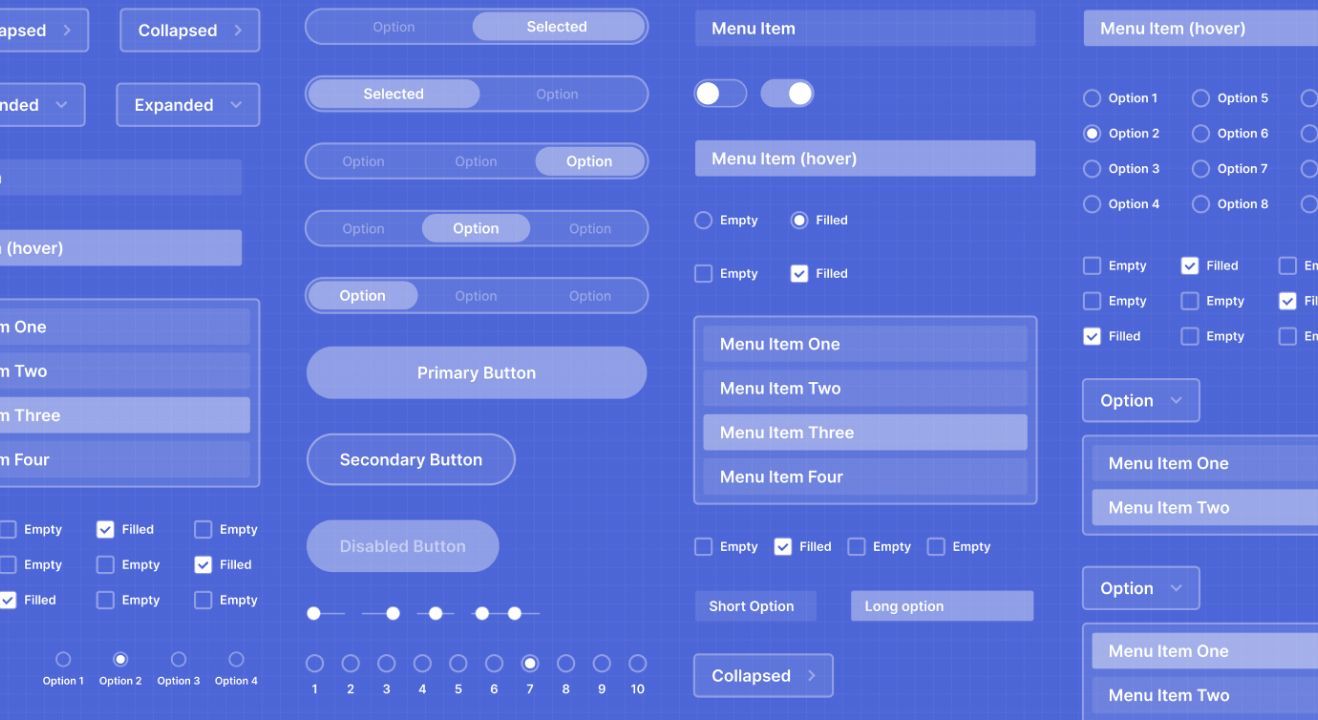 apsed
Collapsed
nded
Expanded
(hover)
m One
m Two
m Three
m Four
Empty Filled Empty
Empty Empty Filled
Filled Empty Empty
Option 1 Option 2 Option 3 Option 4
Option Selected
Selected Option
Option Option Option
Option Option Option
Option Option Option
Primary Button
Secondary Button
Disabled Button
1 2 3 4 5 6 7 8 9 10
Menu Item
Menu Item (hover)
Empty Filled
Empty Filled
Menu Item One
Menu Item Two
Menu Item Three
Menu Item Four
Empty Filled Empty Empty
Short Option Long option
Collapsed
Menu Item (hover)
Option 1 Option 5
Option 2 Option 6
Option 3 Option 7
Option 4 Option 8
Empty Filled Em
Empty Empty Fil
Filled Empty Em
Option
Menu Item One
Menu Item Two
Option
Menu Item One
Menu Item Two